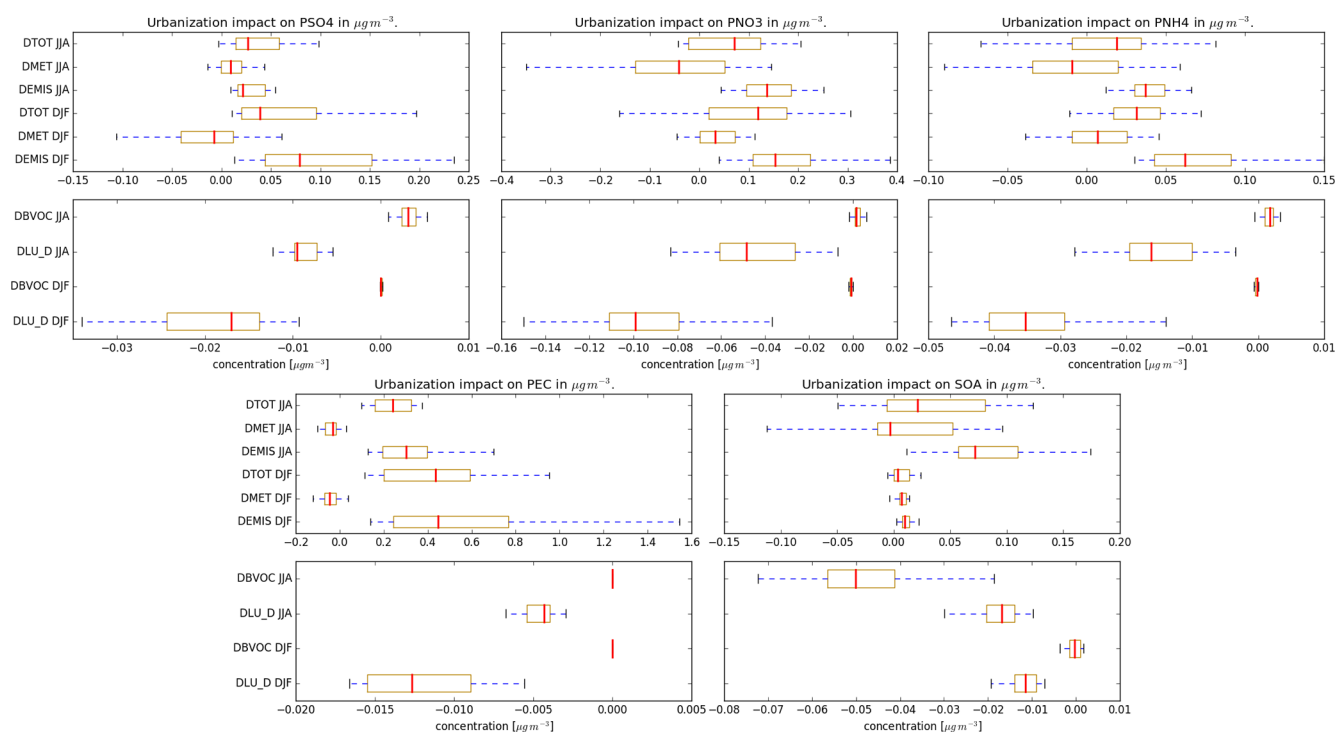 Urbanization impact on PSO4 in μg m⁻³.
DTOT JJA
DMET JJA
DEMIS JJA
DTOT DJF
DMET DJF
DEMIS DJF
−0.15 −0.10 −0.05 0.00 0.05 0.10 0.15 0.20 0.25
Urbanization impact on PNO3 in μg m⁻³.
−0.4 −0.3 −0.2 −0.1 0.0 0.1 0.2 0.3 0.4
Urbanization impact on PNH4 in μg m⁻³.
−0.10 −0.05 0.00 0.05 0.10 0.15
DBVOC JJA
DLU_D JJA
DBVOC DJF
DLU_D DJF
−0.03 −0.02 −0.01 0.00 0.01
concentration [μgm⁻³]
−0.16 −0.14 −0.12 −0.10 −0.08 −0.06 −0.04 −0.02 0.00 0.02
concentration [μgm⁻³]
−0.05 −0.04 −0.03 −0.02 −0.01 0.00 0.01
concentration [μgm⁻³]
Urbanization impact on PEC in μg m⁻³.
DTOT JJA
DMET JJA
DEMIS JJA
DTOT DJF
DMET DJF
DEMIS DJF
−0.2 0.0 0.2 0.4 0.6 0.8 1.0 1.2 1.4 1.6
Urbanization impact on SOA in μg m⁻³.
−0.15 −0.10 −0.05 0.00 0.05 0.10 0.15 0.20
DBVOC JJA
DLU_D JJA
DBVOC DJF
DLU_D DJF
−0.020 −0.015 −0.010 −0.005 0.000 0.005
concentration [μgm⁻³]
−0.08 −0.07 −0.06 −0.05 −0.04 −0.03 −0.02 −0.01 0.00 0.01
concentration [μgm⁻³]